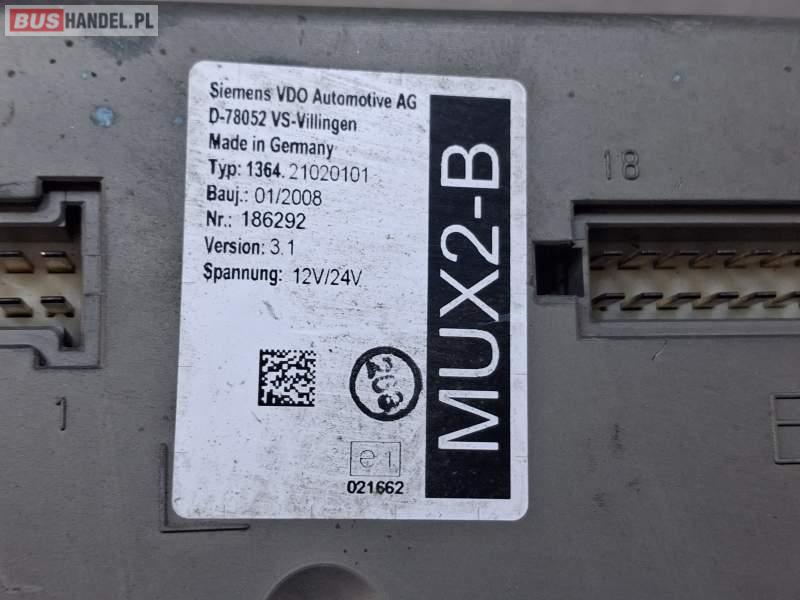 BUSHANDEL.PL
Siemens VDO Automotive AG
D-78052 VS-Villingen
Made in Germany
Typ: 1364.21020101
Bauj.: 01/2008
Nr.: 186292
Version: 3.1
Spannung: 12V/24V
MUX2-B
263
e1
021662
1
18